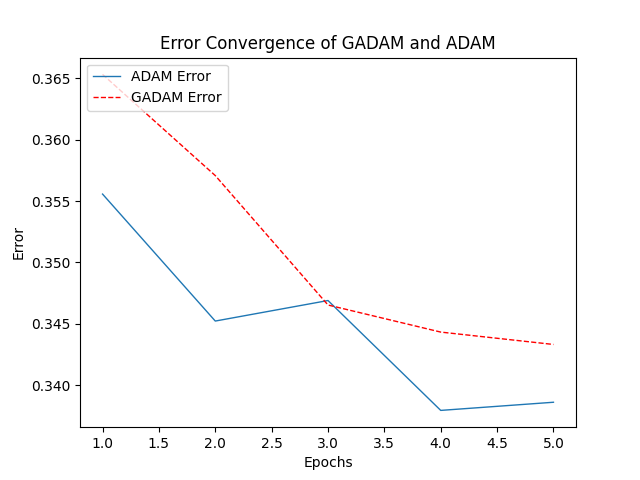 Error Convergence of GADAM and ADAM
ADAM Error
GADAM Error
0.365
0.360
0.355
0.350
0.345
0.340
Error
1.0 1.5 2.0 2.5 3.0 3.5 4.0 4.5 5.0
Epochs